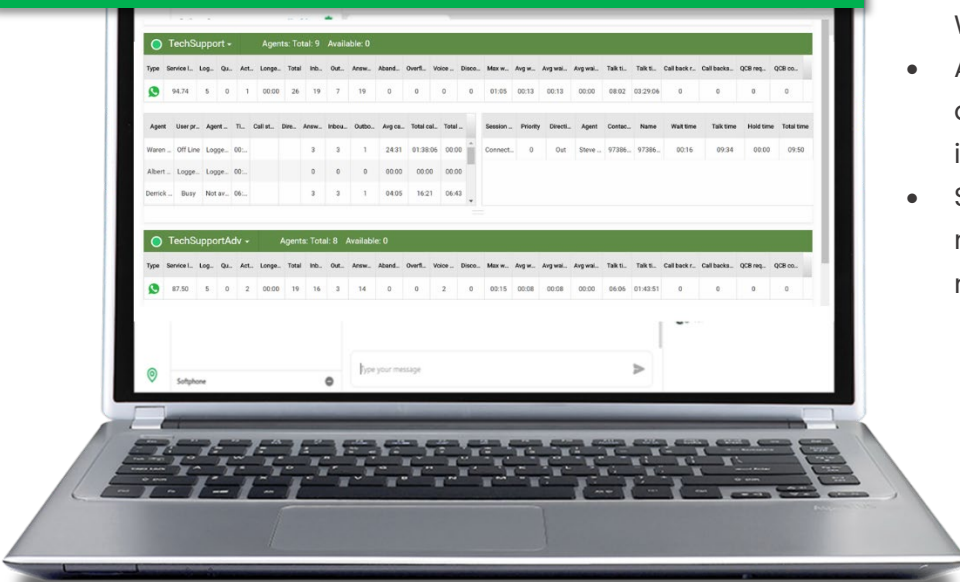 TechSupport Agents: Total: 9 Available: 0
Type Service l... Log... Qu... Act... Longe... Total Inb... Out... Answ... Aband... Overfl... Voice ... Disco... Max w... Avg w... Avg wai... Avg wai... Talk ti... Talk ti... Call back r... Call backs... QCB req... QCB co...
94.74 5 0 1 00:00 26 19 7 19 0 0 0 0 01:05 00:13 00:13 00:00 08:02 03:29:06 0 0 0 0
Agent User pr... Agent ... Ti... Call st... Dire... Answ... Inbou... Outbo... Avg ca... Total cal... Total ...
Waren ... Off Line Logge... 00:... 3 3 1 24:31 01:38:06 00:00
Albert ... Logge... Logge... 00:... 0 0 0 00:00 00:00 00:00
Derrick ... Busy Not av... 06:... 3 3 1 04:05 16:21 06:43
Session ... Priority Directi... Agent Contac... Name Wait time Talk time Hold time Total time
Connect... 0 Out Steve ... 97386... 97386... 00:16 09:34 00:00 09:50
TechSupportAdv Agents: Total: 8 Available: 0
Type Service l... Log... Qu... Act... Longe... Total Inb... Out... Answ... Aband... Overfl... Voice ... Disco... Max w... Avg w... Avg wai... Avg wai... Talk ti... Talk ti... Call back r... Call backs... QCB req... QCB co...
87.50 5 0 2 00:00 19 16 3 14 0 0 2 0 00:15 00:08 00:08 00:00 06:06 01:43:51 0 0 0 0
Type your message
Softphone